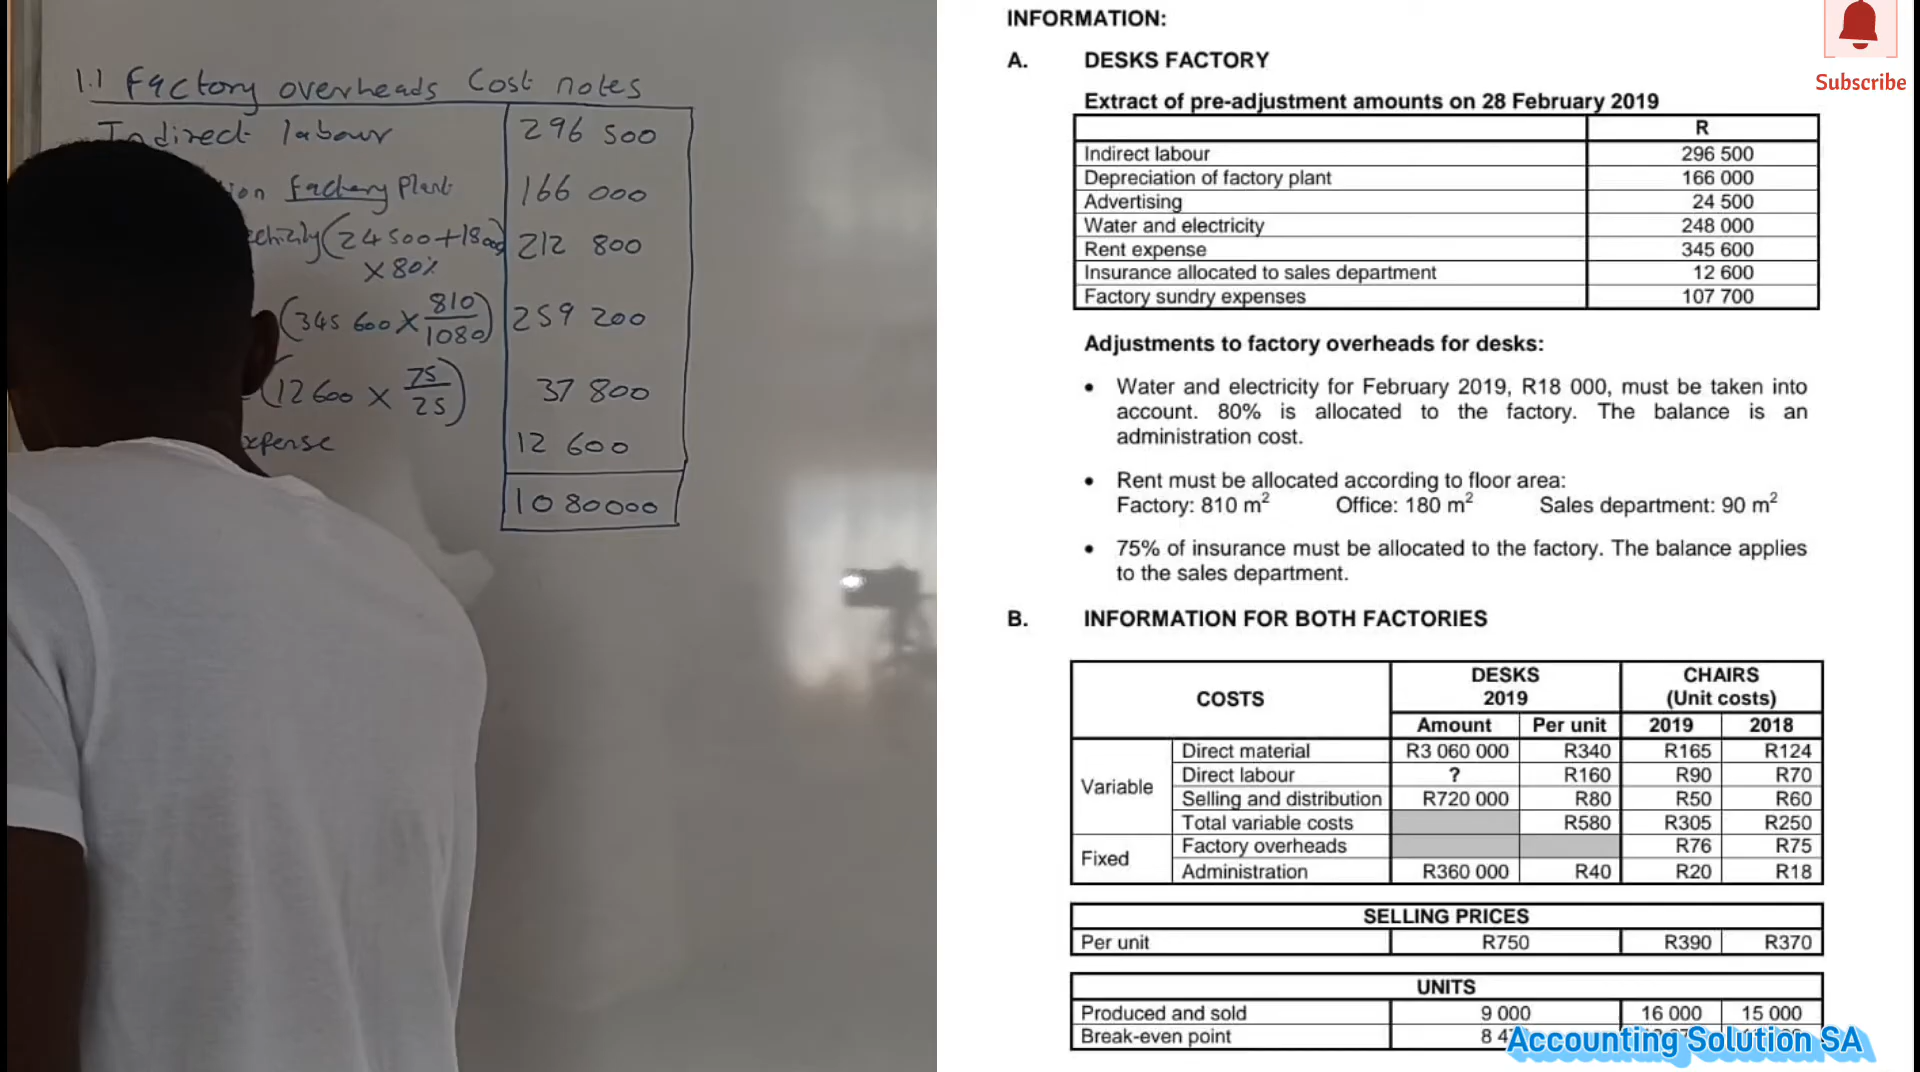 1.1 Factory overheads Cost notes
Indirect labour 296 500
Factory Plant 166 000
(24 500 + 18 000) 212 800
× 80%
(345 600 × 810/1080) 259 200
(12 600 × 75/25) 37 800
12 600
1080000
INFORMATION:
Subscribe
A. DESKS FACTORY
Extract of pre-adjustment amounts on 28 February 2019
R
Indirect labour 296 500
Depreciation of factory plant 166 000
Advertising 24 500
Water and electricity 248 000
Rent expense 345 600
Insurance allocated to sales department 12 600
Factory sundry expenses 107 700
Adjustments to factory overheads for desks:
• Water and electricity for February 2019, R18 000, must be taken into
account. 80% is allocated to the factory. The balance is an
administration cost.
• Rent must be allocated according to floor area:
Factory: 810 m² Office: 180 m² Sales department: 90 m²
• 75% of insurance must be allocated to the factory. The balance applies
to the sales department.
B. INFORMATION FOR BOTH FACTORIES
COSTS DESKS 2019 CHAIRS (Unit costs)
Amount Per unit 2019 2018
Variable
Direct material R3 060 000 R340 R165 R124
Direct labour ? R160 R90 R70
Selling and distribution R720 000 R80 R50 R60
Total variable costs R580 R305 R250
Fixed
Factory overheads R76 R75
Administration R360 000 R40 R20 R18
SELLING PRICES
Per unit R750 R390 R370
UNITS
Produced and sold 9 000 16 000 15 000
Break-even point 8 4
Accounting Solution SA